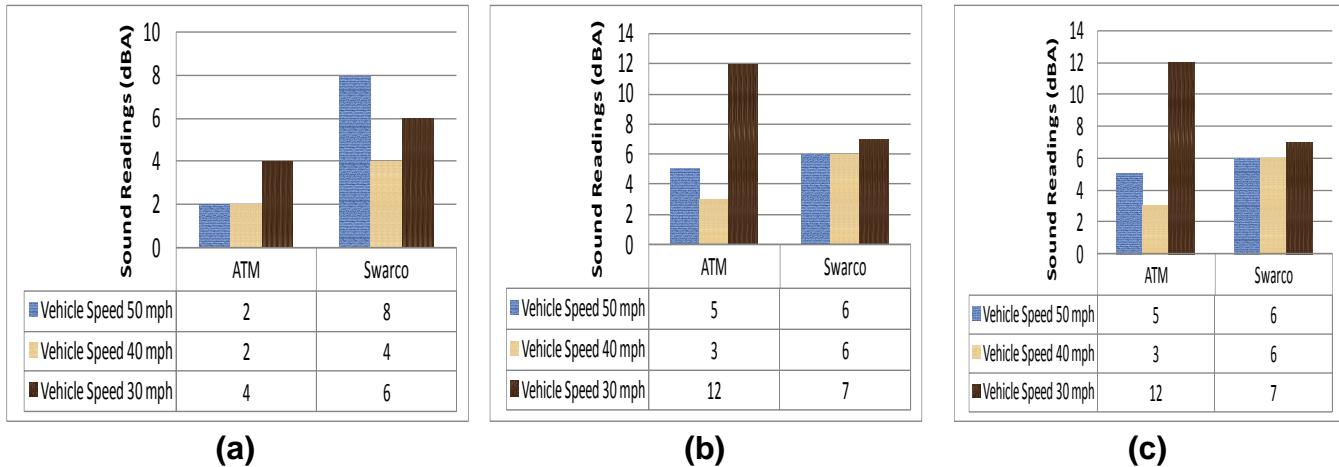 Sound Readings (dBA)
10
8
6
4
2
0
ATM Swarco
Vehicle Speed 50 mph 2 8
Vehicle Speed 40 mph 2 4
Vehicle Speed 30 mph 4 6
(a)
Sound Readings (dBA)
14
12
10
8
6
4
2
0
ATM Swarco
Vehicle Speed 50 mph 5 6
Vehicle Speed 40 mph 3 6
Vehicle Speed 30 mph 12 7
(b)
Sound Readings (dBA)
14
12
10
8
6
4
2
0
ATM Swarco
Vehicle Speed 50 mph 5 6
Vehicle Speed 40 mph 3 6
Vehicle Speed 30 mph 12 7
(c)